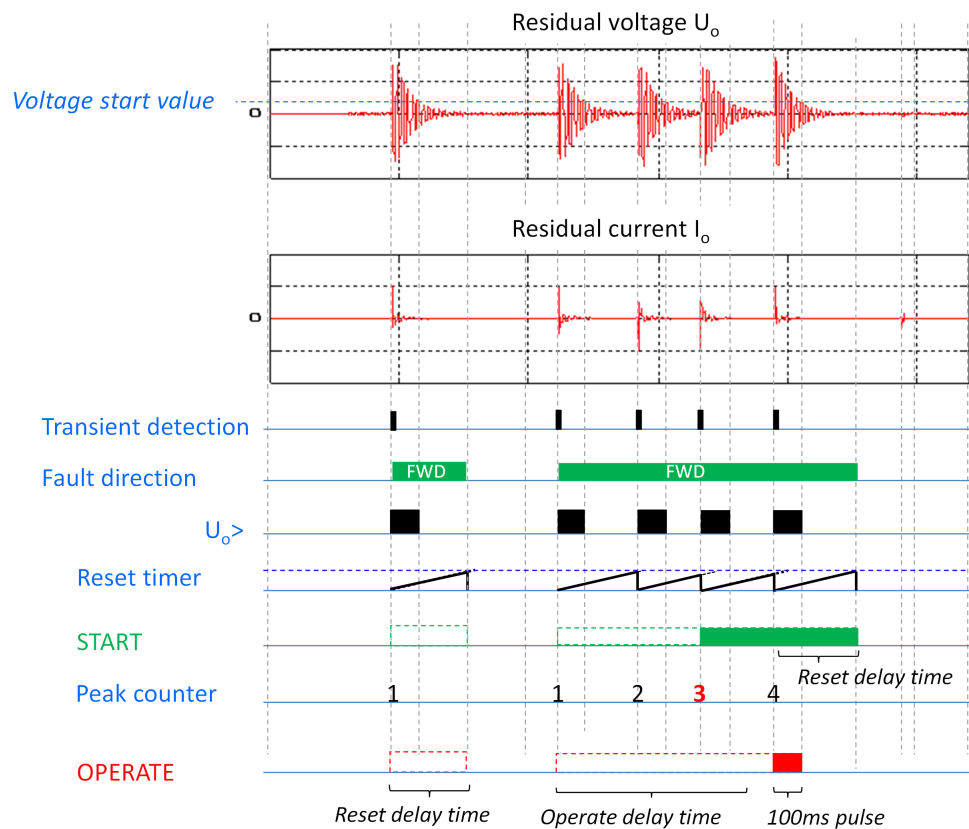 Residual voltage Uₒ
Voltage start value
0
Residual current Iₒ
0
Transient detection
Fault direction
FWD
FWD
Uₒ>
Reset timer
START
Reset delay time
Peak counter
1 1 2 3 4
OPERATE
Reset delay time
Operate delay time
100ms pulse